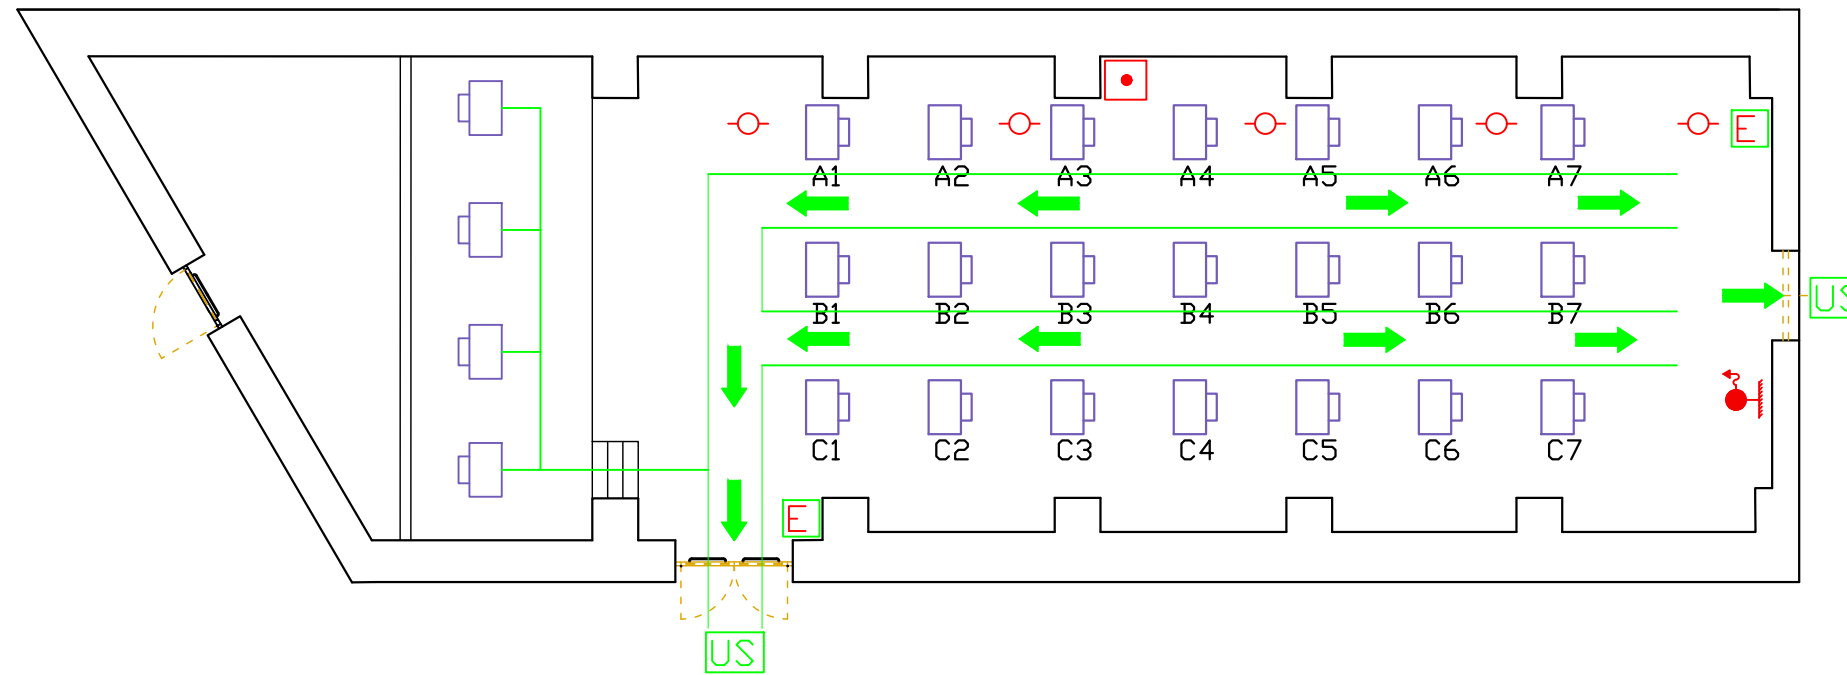 E
A1 A2 A3 A4 A5 A6 A7
B1 B2 B3 B4 B5 B6 B7
US
C1 C2 C3 C4 C5 C6 C7
E
US